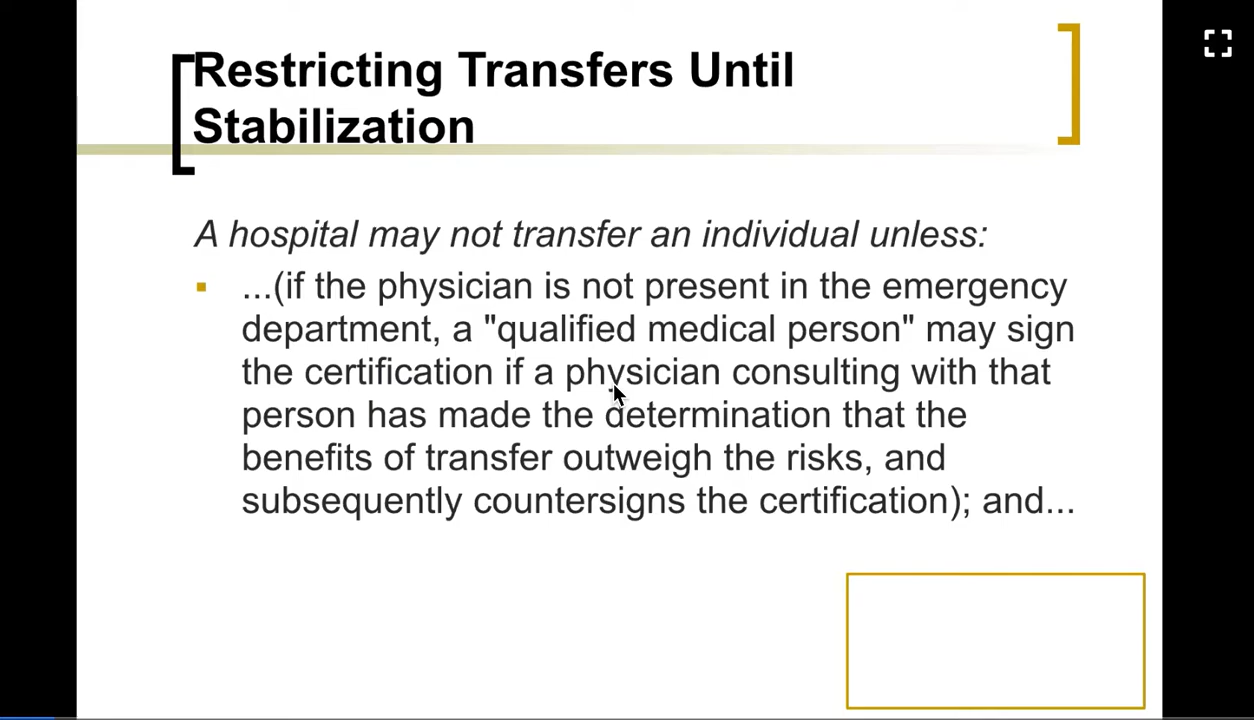 Restricting Transfers Until
Stabilization
A hospital may not transfer an individual unless:
...(if the physician is not present in the emergency
department, a "qualified medical person" may sign
the certification if a physician consulting with that
person has made the determination that the
benefits of transfer outweigh the risks, and
subsequently countersigns the certification); and...